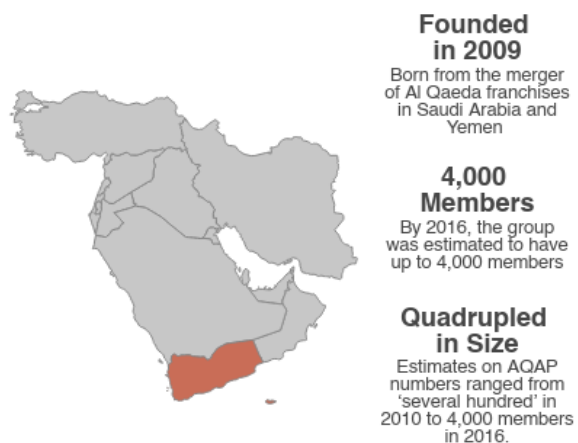 Founded
in 2009
Born from the merger
of Al Qaeda franchises
in Saudi Arabia and
Yemen
4,000
Members
By 2016, the group
was estimated to have
up to 4,000 members
Quadrupled
in Size
Estimates on AQAP
numbers ranged from
‘several hundred’ in
2010 to 4,000 members
in 2016.